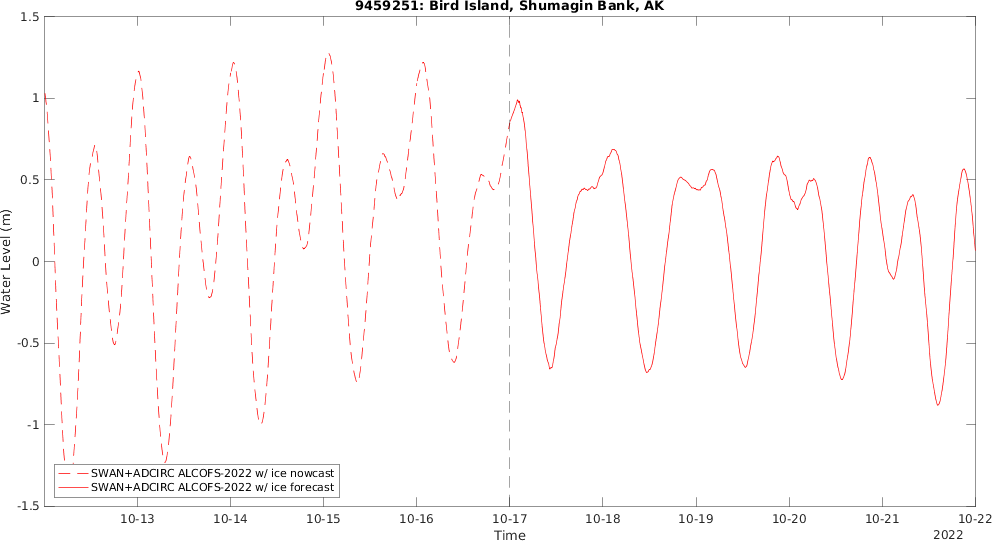 9459251: Bird Island, Shumagin Bank, AK
1.5
1
0.5
0
-0.5
-1
-1.5
Water Level (m)
SWAN+ADCIRC ALCOFS-2022 w/ ice nowcast
SWAN+ADCIRC ALCOFS-2022 w/ ice forecast
10-13 10-14 10-15 10-16 10-17 10-18 10-19 10-20 10-21 10-22
Time
2022